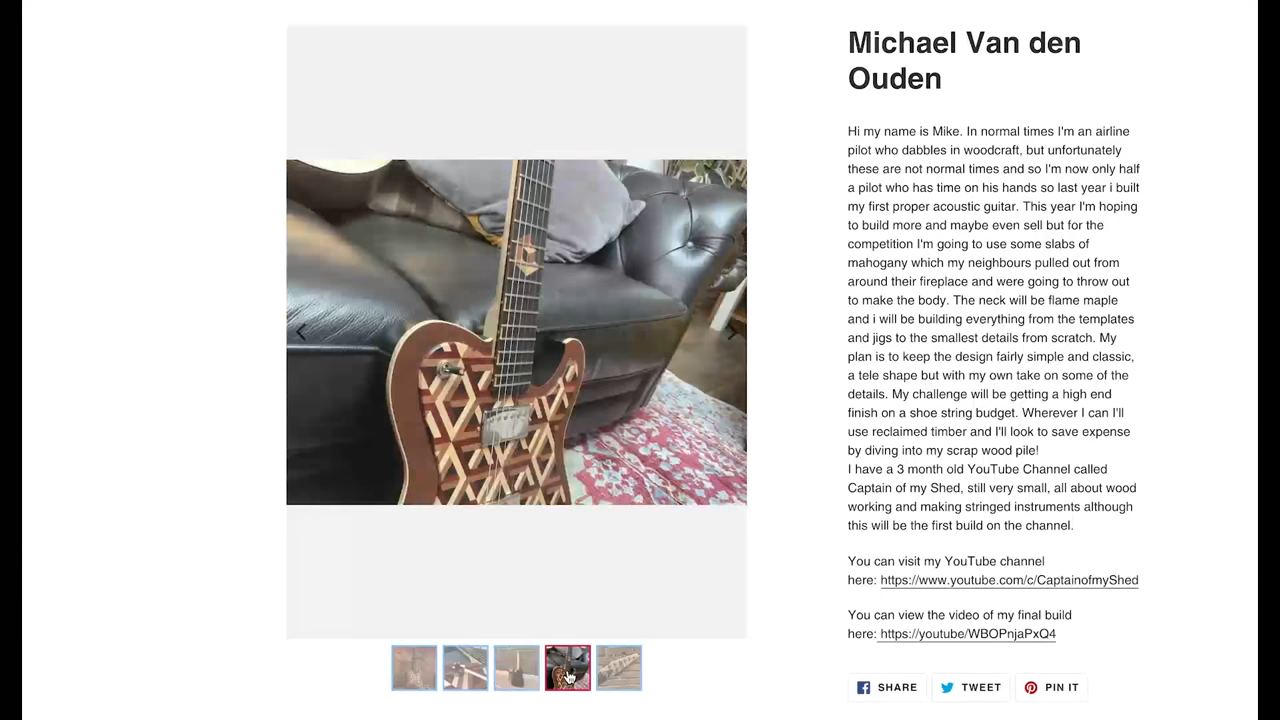 Michael Van den
Ouden
Hi my name is Mike. In normal times I'm an airline
pilot who dabbles in woodcraft, but unfortunately
these are not normal times and so I'm now only half
a pilot who has time on his hands so last year i built
my first proper acoustic guitar. This year I'm hoping
to build more and maybe even sell but for the
competition I'm going to use some slabs of
mahogany which my neighbours pulled out from
around their fireplace and were going to throw out
to make the body. The neck will be flame maple
and i will be building everything from the templates
and jigs to the smallest details from scratch. My
plan is to keep the design fairly simple and classic,
a tele shape but with my own take on some of the
details. My challenge will be getting a high end
finish on a shoe string budget. Wherever I can I'll
use reclaimed timber and I'll look to save expense
by diving into my scrap wood pile!
I have a 3 month old YouTube Channel called
Captain of my Shed, still very small, all about wood
working and making stringed instruments although
this will be the first build on the channel.
You can visit my YouTube channel
here: https://www.youtube.com/c/CaptainofmyShed
You can view the video of my final build
here: https://youtube/WBOPnjaPxQ4
SHARE TWEET PIN IT